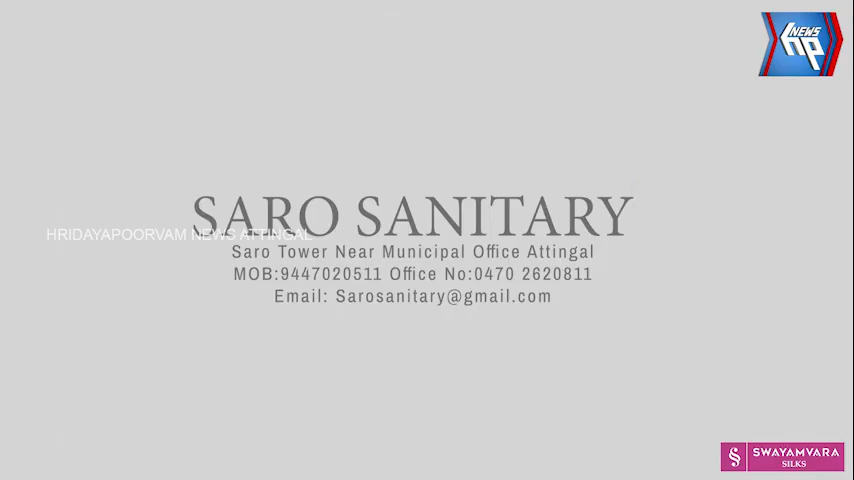 NEWS
np
SARO SANITARY
HRIDAYAPOORVAM NEWS ATTINGAL
Saro Tower Near Municipal Office Attingal
MOB:9447020511 Office No:0470 2620811
Email: Sarosanitary@gmail.com
SWAYAMVARA
SILKS